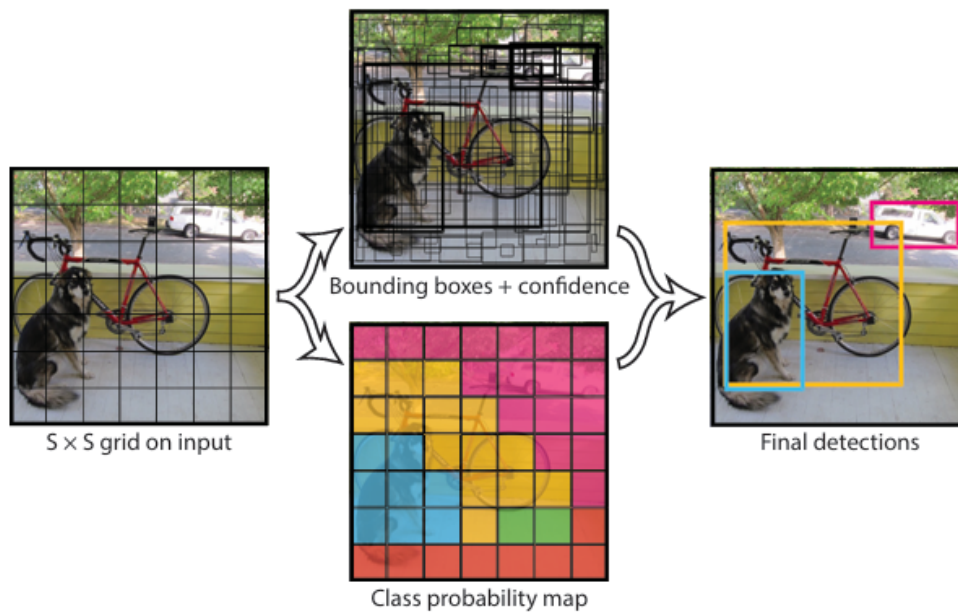 S × S grid on input
Bounding boxes + confidence
Class probability map
Final detections